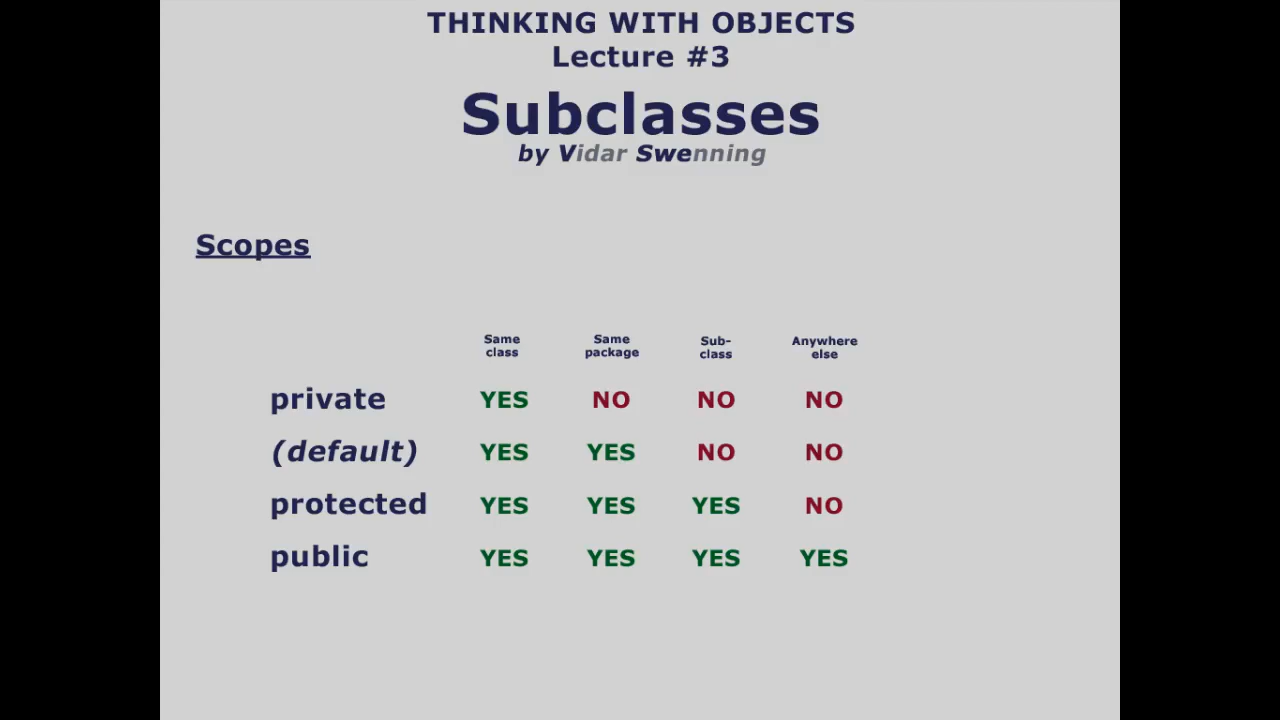 THINKING WITH OBJECTS
Lecture #3
Subclasses
by Vidar Swenning
Scopes
Same class Same package Sub-class Anywhere else
private YES NO NO NO
(default) YES YES NO NO
protected YES YES YES NO
public YES YES YES YES